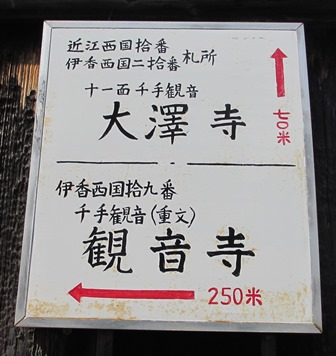 近江西国拾番
伊香西国二拾番
札所
十一面千手観音
大澤寺
七〇米
伊香西国拾九番
千手観音(重文)
観音寺
250米